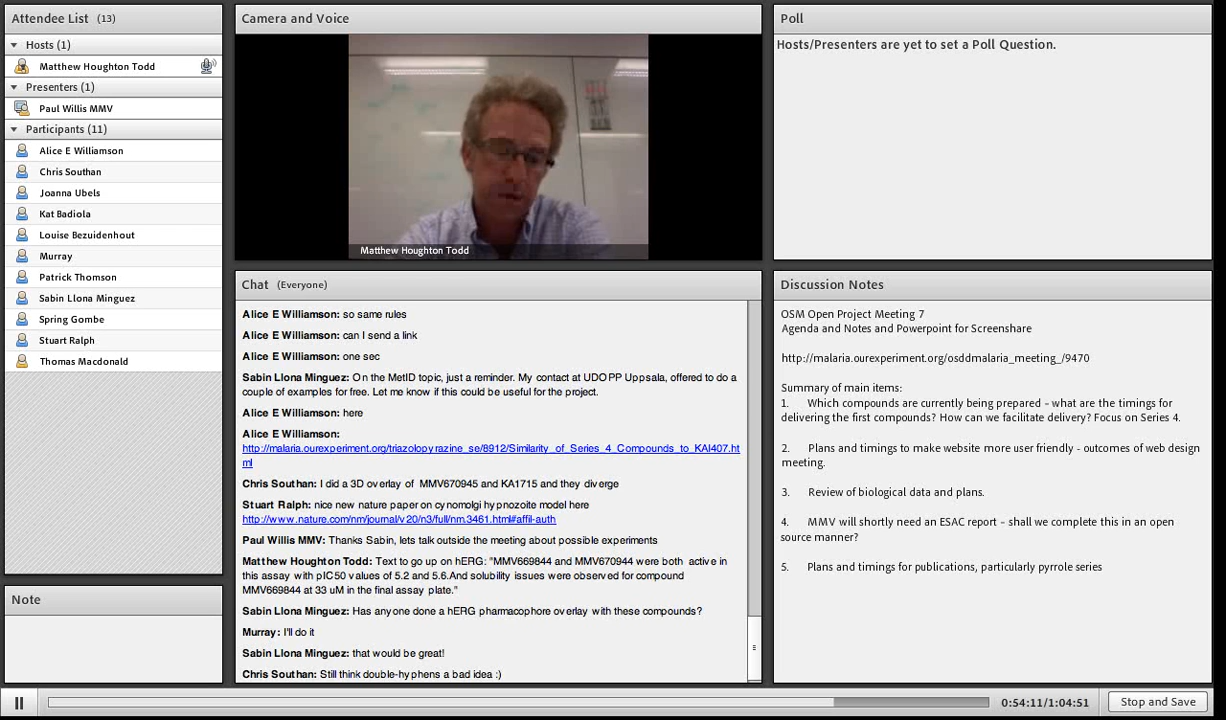 Attendee List (13)
Hosts (1)
Matthew Houghton Todd
Presenters (1)
Paul Willis MMV
Participants (11)
Alice E Williamson
Chris Southan
Joanna Ubels
Kat Badiola
Louise Bezuidenhout
Murray
Patrick Thomson
Sabin Llona Minguez
Spring Gombe
Stuart Ralph
Thomas Macdonald
Note
Camera and Voice
Matthew Houghton Todd
Chat (Everyone)
Alice E Williamson: so same rules
Alice E Williamson: can I send a link
Alice E Williamson: one sec
Sabin Llona Minguez: On the MetID topic, just a reminder. My contact at UDOPP Uppsala, offered to do a
couple of examples for free. Let me know if this could be useful for the project.
Alice E Williamson: here
Alice E Williamson:
http://malaria.ourexperiment.org/triazolopyrazine_se/8912/Similarity_of_Series_4_Compounds_to_KAI407.ht
ml
Chris Southan: I did a 3D overlay of MMV670945 and KA1715 and they diverge
Stuart Ralph: nice new nature paper on cynomolgi hypnozoite model here
http://www.nature.com/nm/journal/v20/n3/full/nm.3461.html#affil-auth
Paul Willis MMV: Thanks Sabin, lets talk outside the meeting about possible experiments
Matthew Houghton Todd: Text to go up on hERG: "MMV669844 and MMV670944 were both active in
this assay with pIC50 values of 5.2 and 5.6.And solubility issues were observed for compound
MMV669844 at 33 uM in the final assay plate."
Sabin Llona Minguez: Has anyone done a hERG pharmacophore overlay with these compounds?
Murray: I'll do it
Sabin Llona Minguez: that would be great!
Chris Southan: Still think double-hyphens a bad idea :)
Poll
Hosts/Presenters are yet to set a Poll Question.
Discussion Notes
OSM Open Project Meeting 7
Agenda and Notes and Powerpoint for Screenshare
http://malaria.ourexperiment.org/osddmalaria_meeting_/9470
Summary of main items:
1. Which compounds are currently being prepared - what are the timings for
delivering the first compounds? How can we facilitate delivery? Focus on Series 4.
2. Plans and timings to make website more user friendly - outcomes of web design
meeting.
3. Review of biological data and plans.
4. MMV will shortly need an ESAC report – shall we complete this in an open
source manner?
5. Plans and timings for publications, particularly pyrrole series
0:54:11/1:04:51
Stop and Save